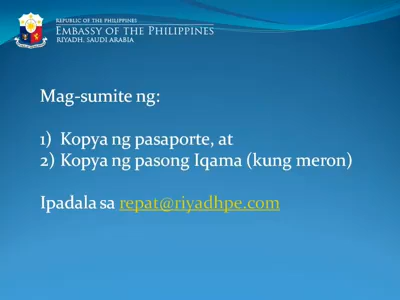 REPUBLIC OF THE PHILIPPINES
EMBASSY OF THE PHILIPPINES
RIYADH, SAUDI ARABIA
Mag-sumite ng:
1) Kopya ng pasaporte, at
2) Kopya ng pasong Iqama (kung meron)
Ipadala sa repat@riyadhpe.com